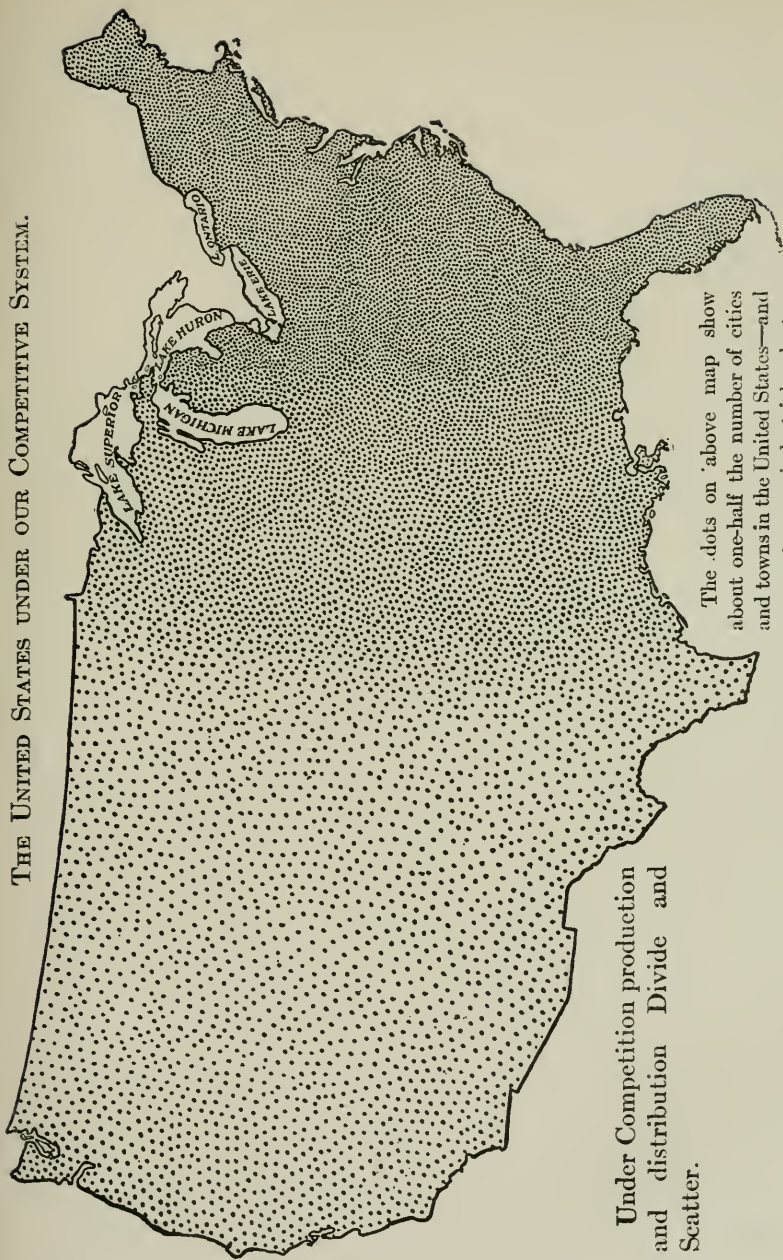 The United States under our Competitive System.
LAKE SUPERIOR
LAKE MICHIGAN
LAKE HURON
LAKE ERIE
ONTARIO
Under Competition production
and distribution Divide and
Scatter.
The dots on above map show
about one-half the number of cities
and towns in the United States—and